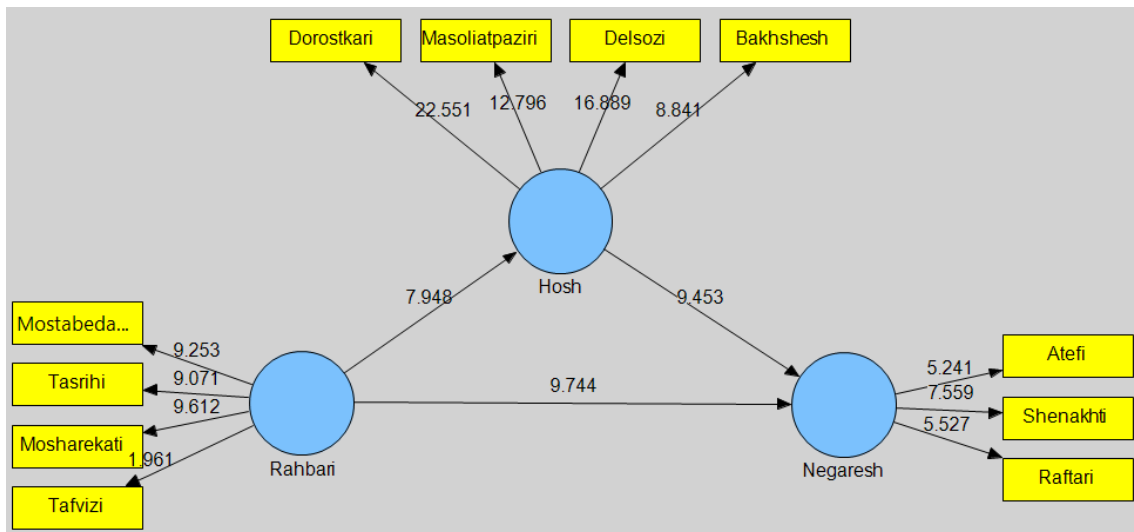 Dorostkari
Masoliatpaziri
Delsozi
Bakhshesh
22.551
12.796
16.889
8.841
Hosh
7.948
9.453
Mostabeda...
9.253
Tasrihi
9.071
Mosharekati
9.612
Tafvizi
1.961
Rahbari
9.744
Negaresh
5.241
Atefi
7.559
Shenakhti
5.527
Raftari